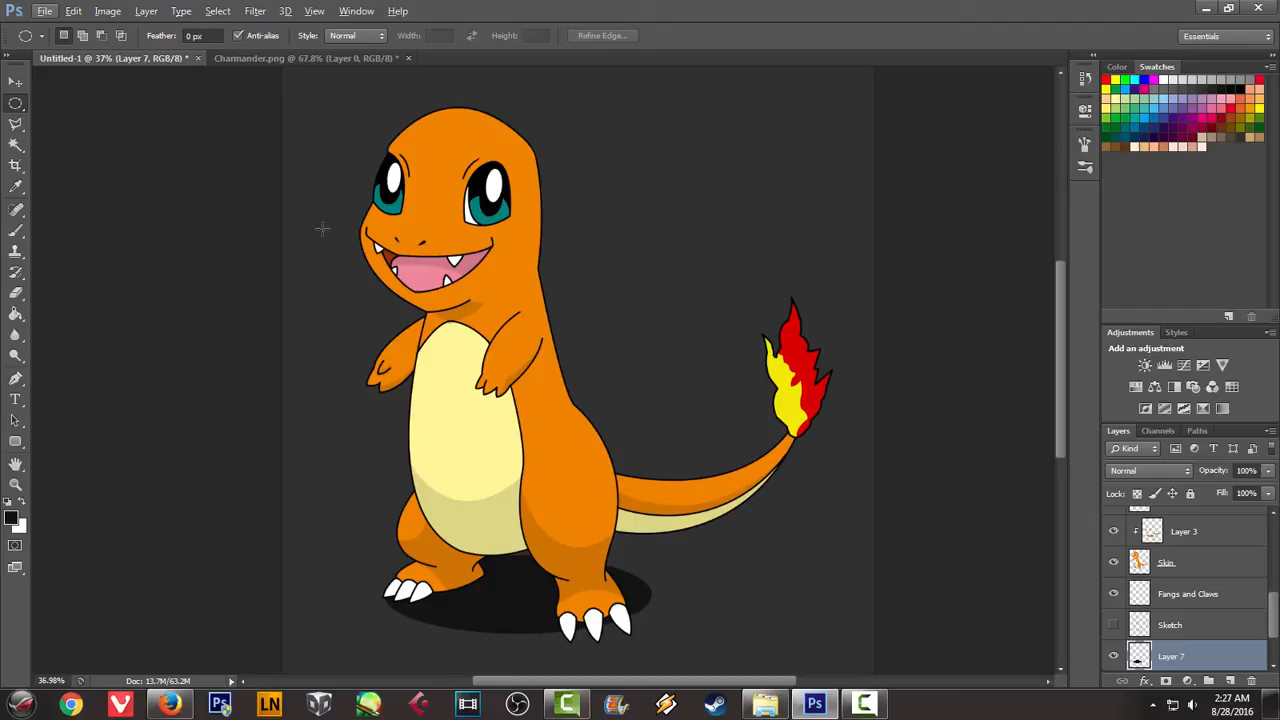 Ps File Edit Image Layer Type Select Filter 3D View Window Help
Feather: 0 px Anti-alias Style: Normal Width: Height: Refine Edge... Essentials
Untitled-1 @ 37% (Layer 7, RGB/8) * × Charmander.png @ 67.8% (Layer 0, RGB/8) * ×
Color Swatches
Adjustments Styles
Add an adjustment
Layers Channels Paths
Kind
Normal Opacity: 100%
Lock: Fill: 100%
Layer 3
Skin
Fangs and Claws
Sketch
Layer 7
36.98% Doc: 13.7M/63.2M
2:27 AM
8/28/2016